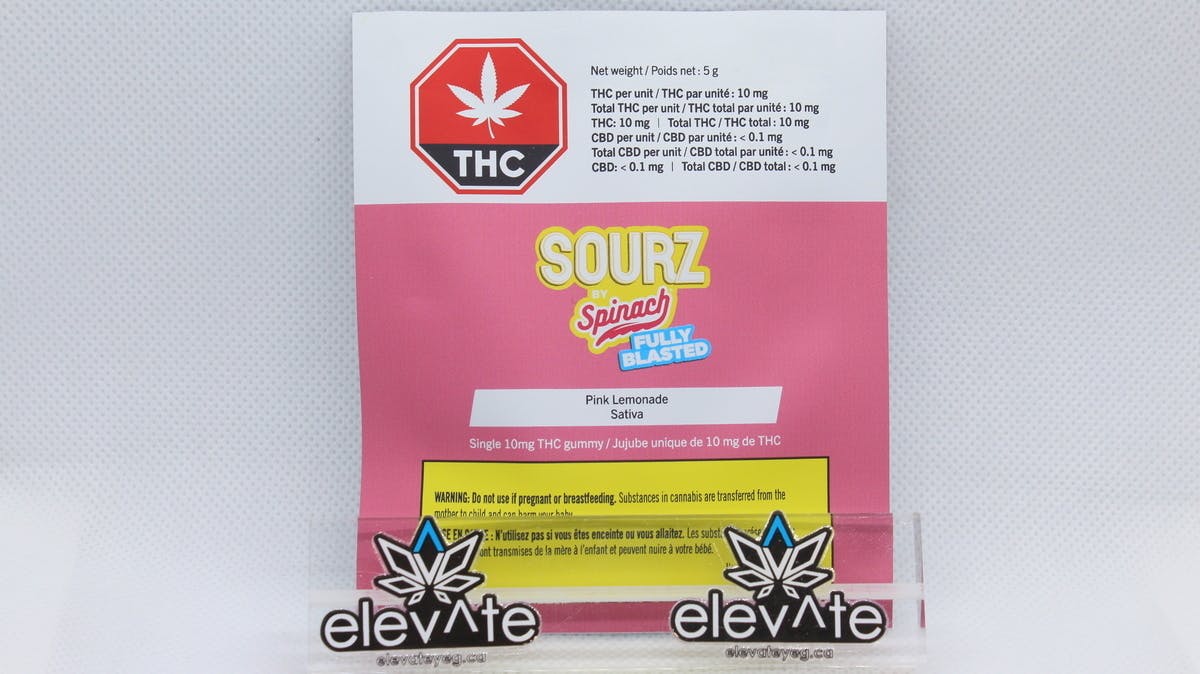 THC
Net weight / Poids net : 5 g
THC per unit / THC par unité : 10 mg
Total THC per unit / THC total par unité : 10 mg
THC: 10 mg | Total THC / THC total : 10 mg
CBD per unit / CBD par unité : < 0.1 mg
Total CBD per unit / CBD total par unité : < 0.1 mg
CBD: < 0.1 mg | Total CBD / CBD total : < 0.1 mg
SOURZ
BY
Spinach
FULLY
BLASTED
Pink Lemonade
Sativa
Single 10mg THC gummy / Jujube unique de 10 mg de THC
WARNING: Do not use if pregnant or breastfeeding. Substances in cannabis are transferred from the
mother to child and can harm your baby.
: N'utilisez pas si vous êtes enceinte ou vous allaitez. Les
transmises de la mère à l'enfant et peuvent nuire à votre bébé.
elevate
elevateyeg.ca
elevate
elevateyeg.ca